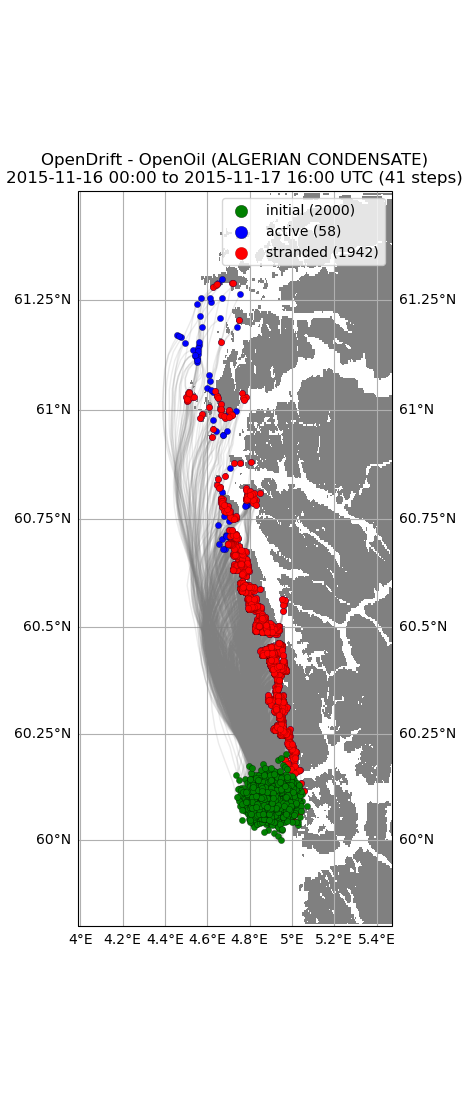 OpenDrift - OpenOil (ALGERIAN CONDENSATE)
2015-11-16 00:00 to 2015-11-17 16:00 UTC (41 steps)
initial (2000)
active (58)
stranded (1942)
61.25°N 61.25°N
61°N 61°N
60.75°N 60.75°N
60.5°N 60.5°N
60.25°N 60.25°N
60°N 60°N
4°E 4.2°E 4.4°E 4.6°E 4.8°E 5°E 5.2°E 5.4°E